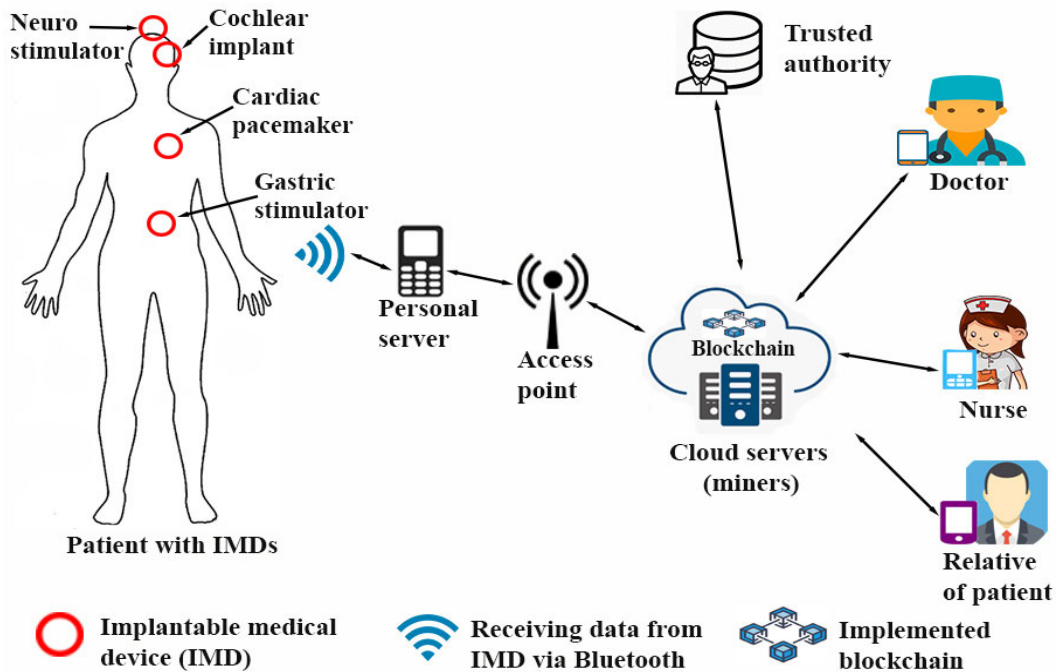 Neuro
stimulator
Cochlear
implant
Cardiac
pacemaker
Gastric
stimulator
Patient with IMDs
Personal
server
Access
point
Blockchain
Cloud servers
(miners)
Trusted
authority
Doctor
Nurse
Relative
of patient
Implantable medical
device (IMD)
Receiving data from
IMD via Bluetooth
Implemented
blockchain